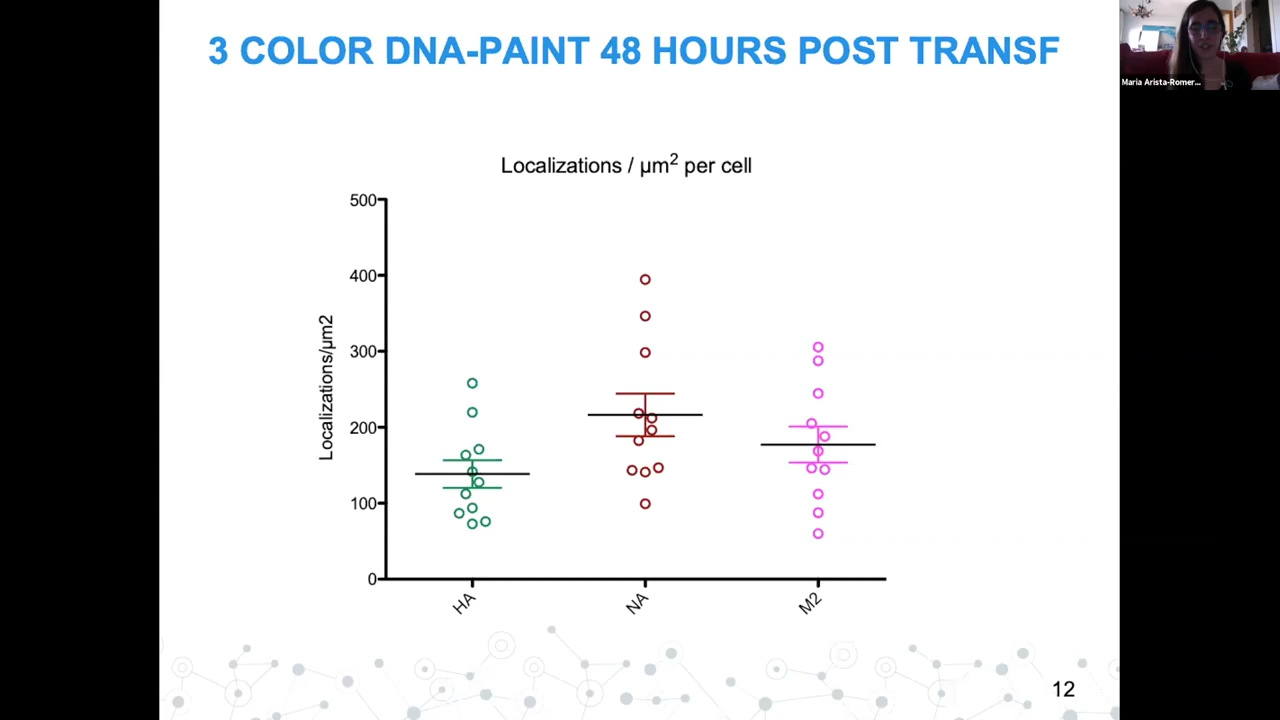 3 COLOR DNA-PAINT 48 HOURS POST TRANSF
Maria Arista-Romer...
Localizations / µm2 per cell
Localizations/µm2
500
400
300
200
100
0
HA
NA
M2
12